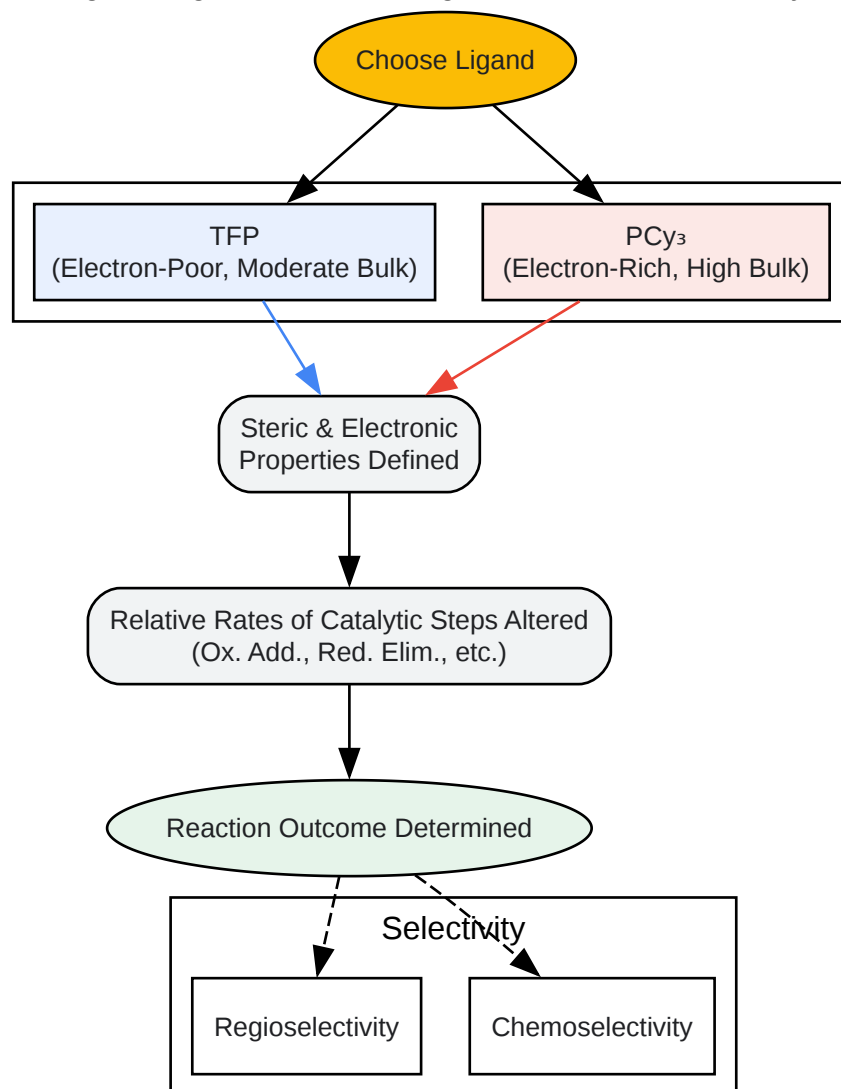 Choose Ligand
TFP
(Electron-Poor, Moderate Bulk)
PCy₃
(Electron-Rich, High Bulk)
Steric & Electronic
Properties Defined
Relative Rates of Catalytic Steps Altered
(Ox. Add., Red. Elim., etc.)
Reaction Outcome Determined
Selectivity
Regioselectivity
Chemoselectivity